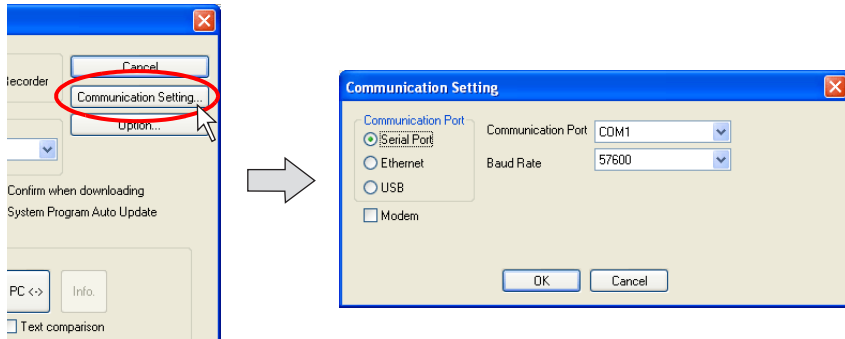 Cancel
Recorder
Communication Setting...
Option...
Confirm when downloading
System Program Auto Update
PC <->
Info.
Text comparison
Communication Setting
Communication Port
Serial Port
Communication Port
COM1
Ethernet
Baud Rate
57600
USB
Modem
OK
Cancel